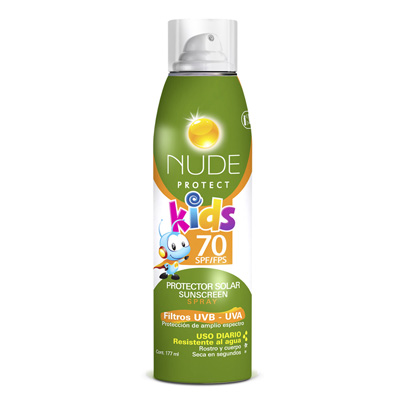 NUDE
PROTECT
kids
70
SPF/FPS
PROTECTOR SOLAR
SUNSCREEN
SPRAY
Filtros UVB - UVA
Protección de amplio espectro
USO DIARIO
Resistente al agua
Rostro y cuerpo
Seca en segundos
Cont. 177 ml